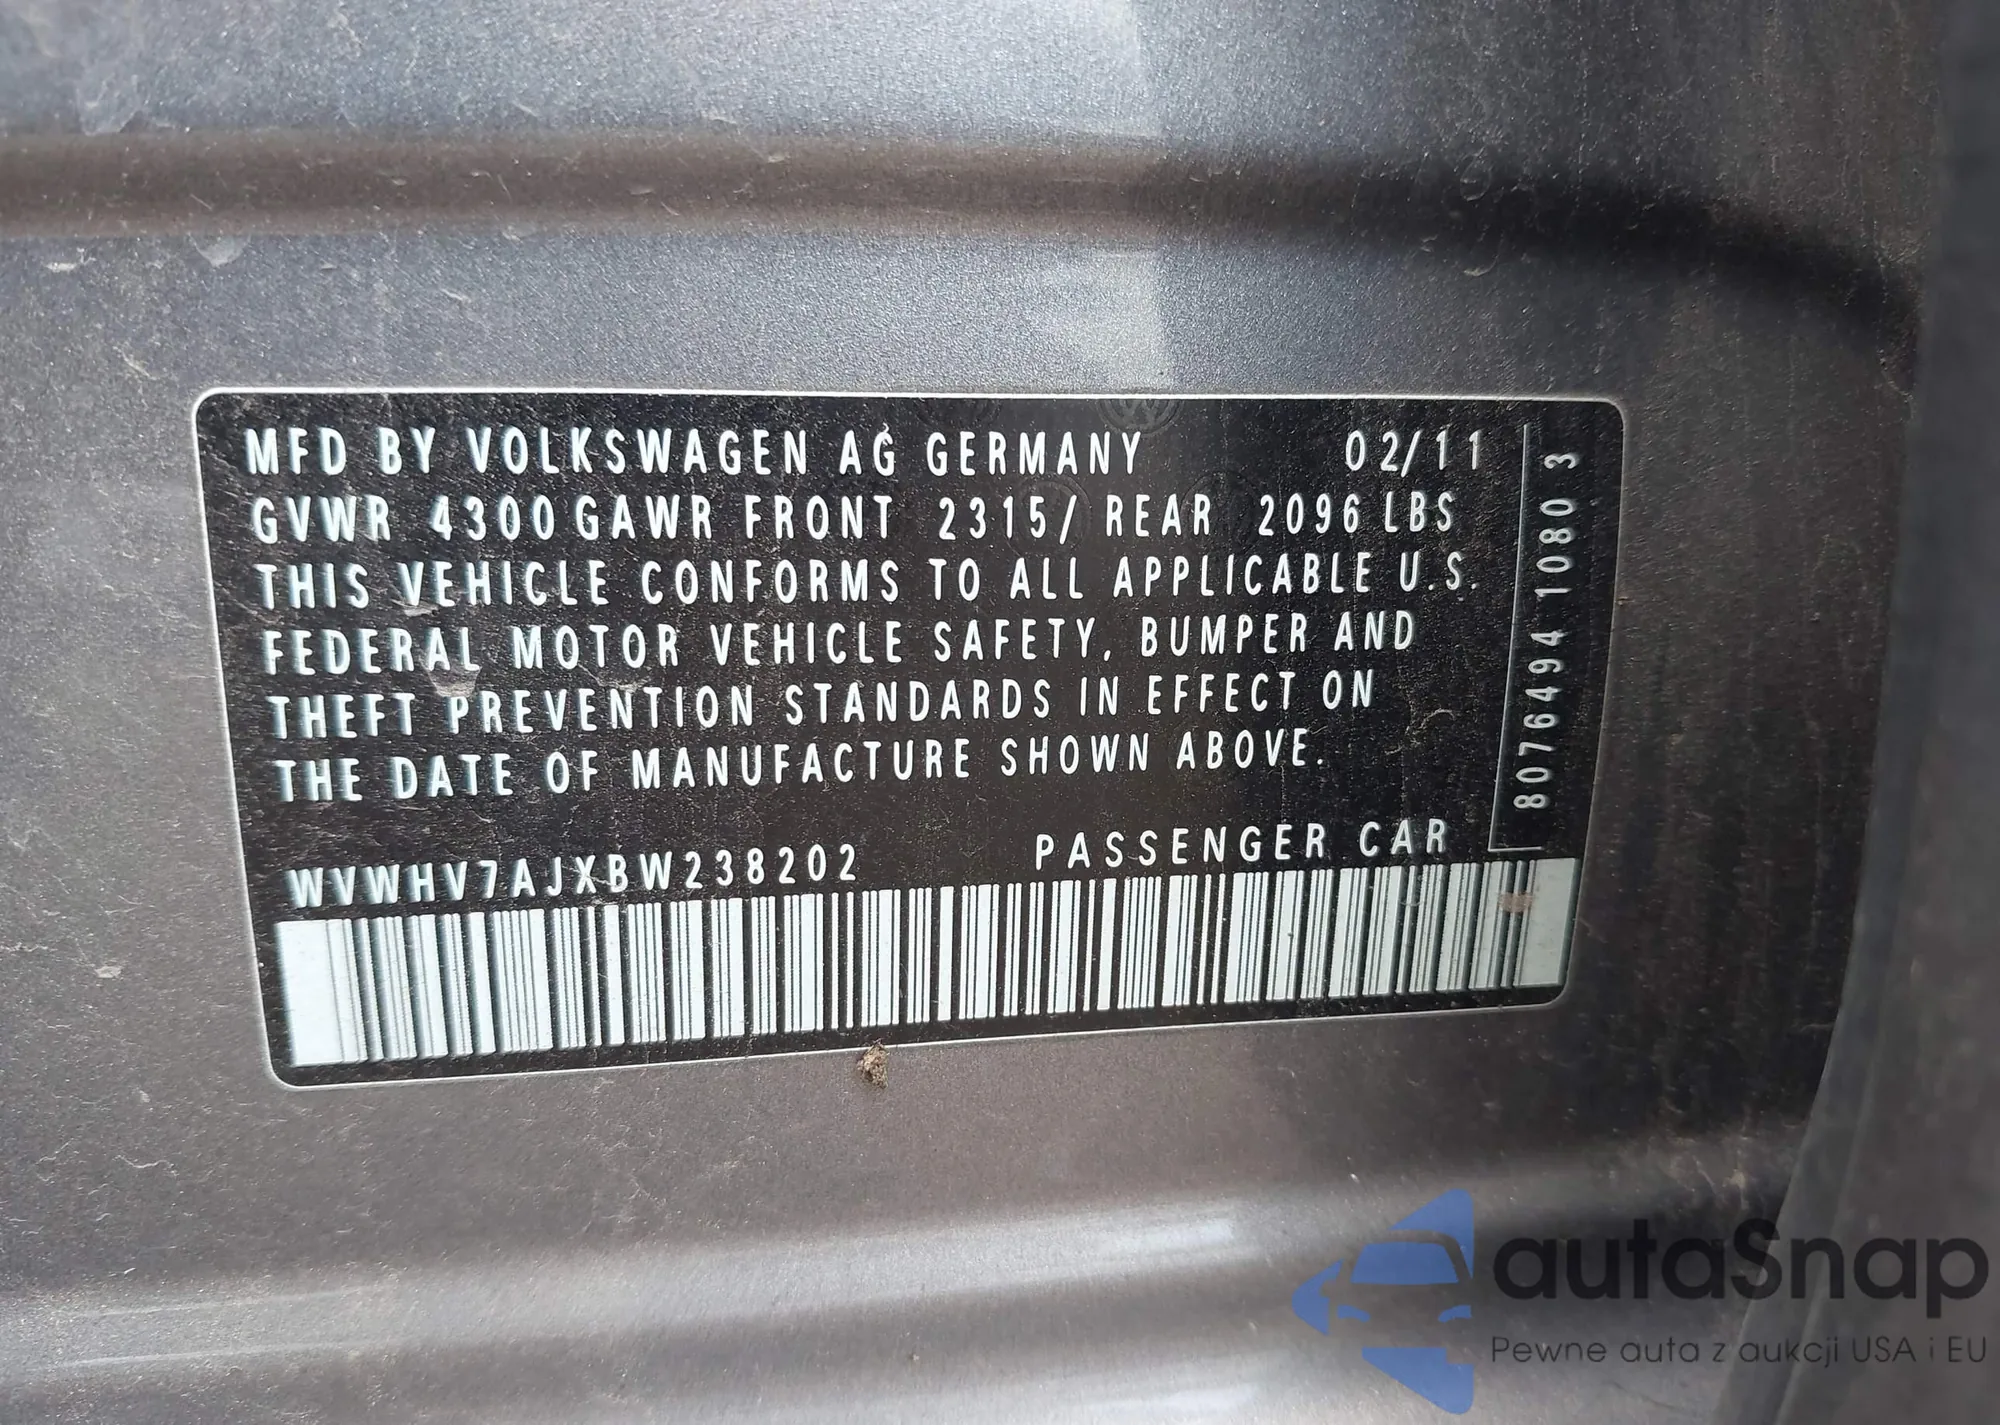 MFD BY VOLKSWAGEN AG GERMANY 02/11
GVWR 4300 GAWR FRONT 2315/ REAR 2096 LBS
THIS VEHICLE CONFORMS TO ALL APPLICABLE U.S.
FEDERAL MOTOR VEHICLE SAFETY, BUMPER AND
THEFT PREVENTION STANDARDS IN EFFECT ON
THE DATE OF MANUFACTURE SHOWN ABOVE.
WVWHV7AJXBW238202 PASSENGER CAR
8076494 1080 3
autaSnap
Pewne auta z aukcji USA i EU